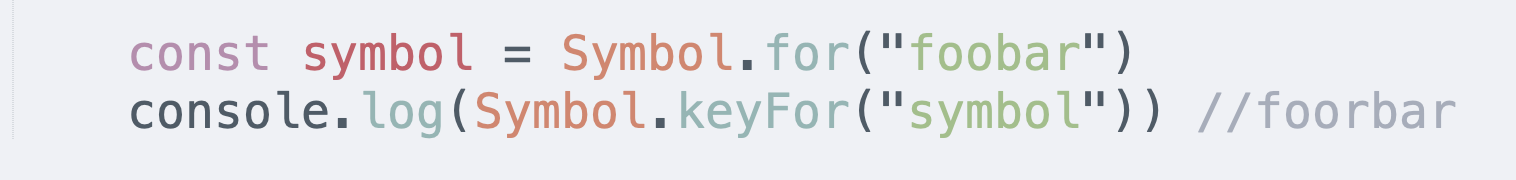 const symbol = Symbol.for("foobar")
console.log(Symbol.keyFor("symbol")) //foorbar